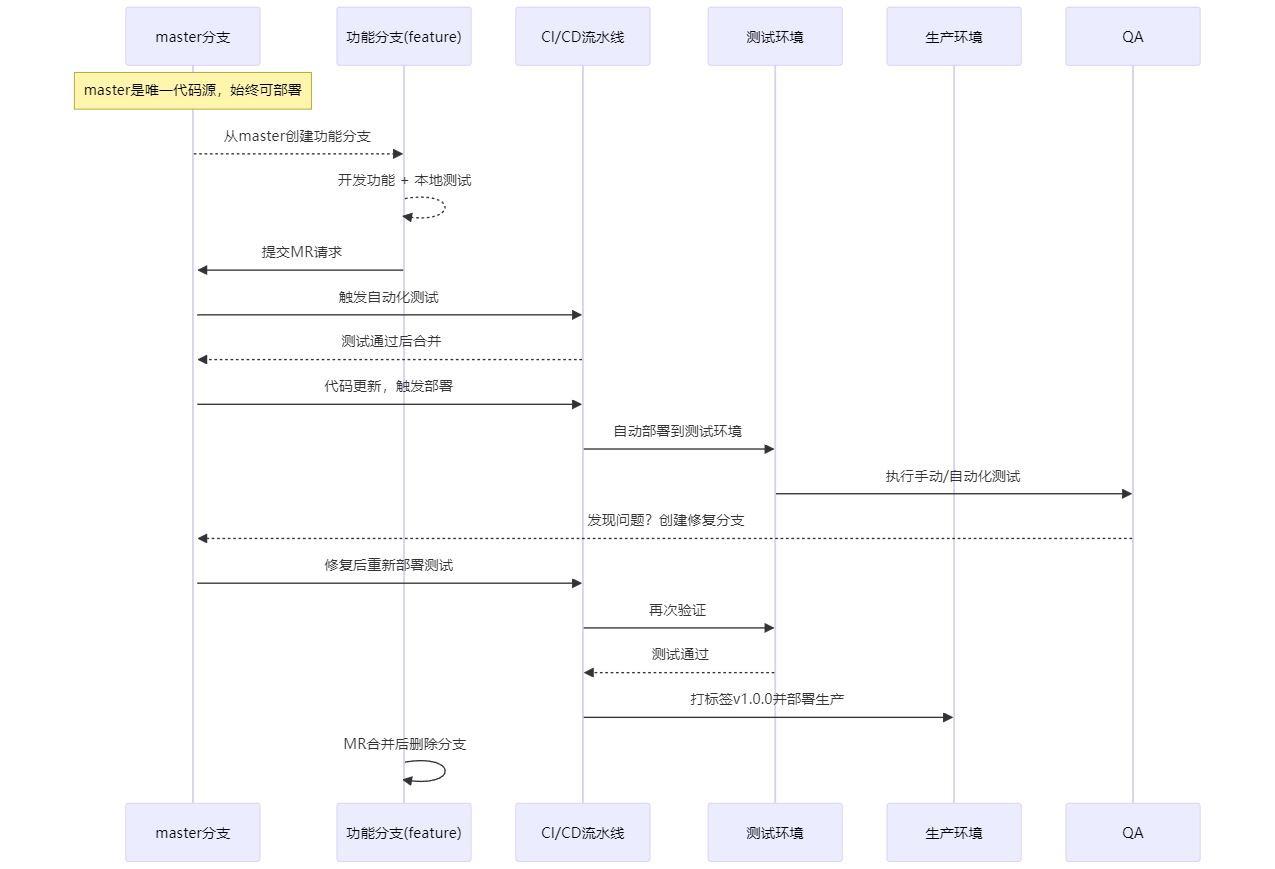 master分支
功能分支(feature)
CI/CD流水线
测试环境
生产环境
QA
master是唯一代码源，始终可部署
从master创建功能分支
开发功能 + 本地测试
提交MR请求
触发自动化测试
测试通过后合并
代码更新，触发部署
自动部署到测试环境
执行手动/自动化测试
发现问题？创建修复分支
修复后重新部署测试
再次验证
测试通过
打标签v1.0.0并部署生产
MR合并后删除分支
master分支
功能分支(feature)
CI/CD流水线
测试环境
生产环境
QA